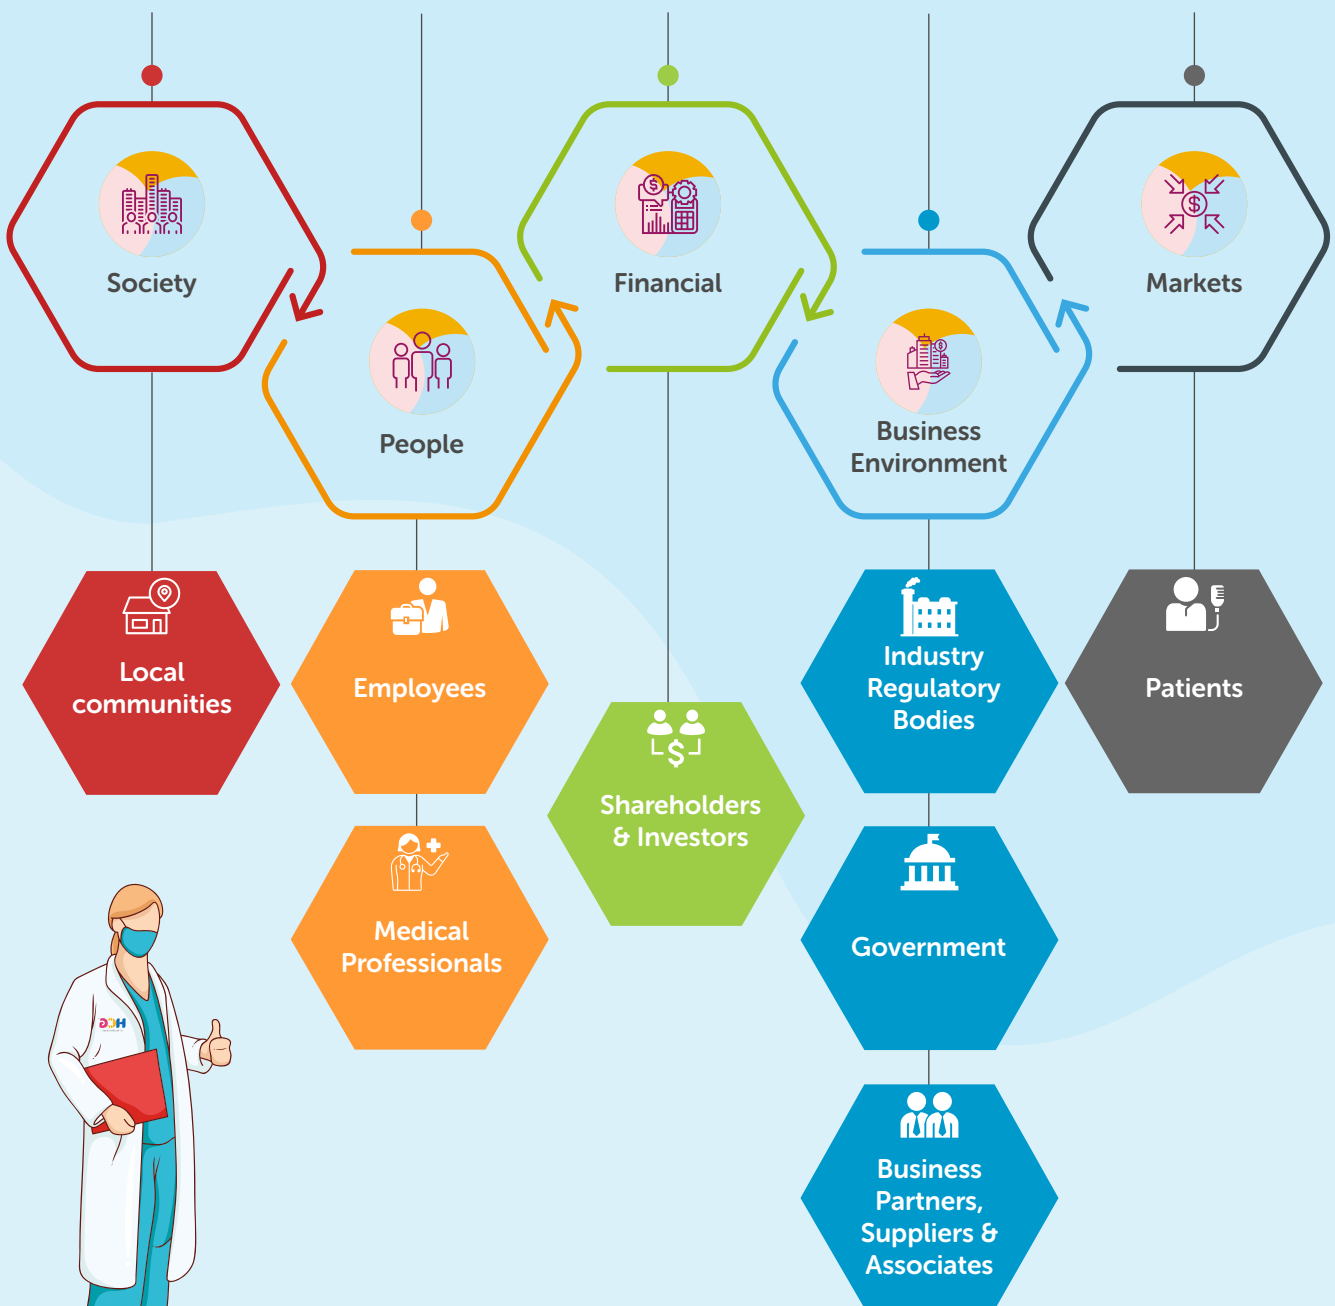 Society
People
Financial
Business
Environment
Markets
Local
communities
Employees
Medical
Professionals
Shareholders
& Investors
Industry
Regulatory
Bodies
Government
Business
Partners,
Suppliers &
Associates
Patients